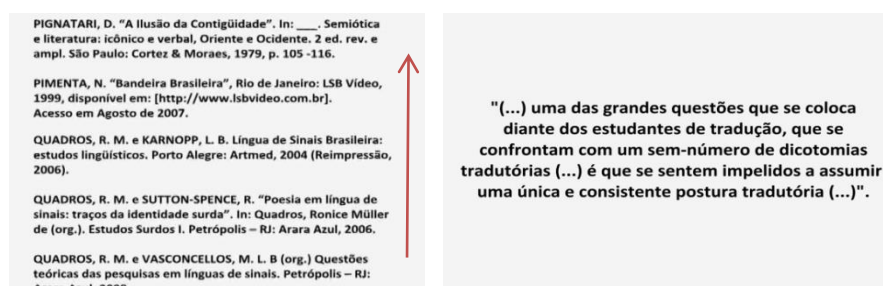 PIGNATARI, D. “A Ilusão da Contigüidade”. In: ___. Semiótica
e literatura: icônico e verbal, Oriente e Ocidente. 2 ed. rev. e
ampl. São Paulo: Cortez & Moraes, 1979, p. 105 -116.
PIMENTA, N. “Bandeira Brasileira”, Rio de Janeiro: LSB Vídeo,
1999, disponível em: [http://www.lsbvideo.com.br].
Acesso em Agosto de 2007.
QUADROS, R. M. e KARNOPP, L. B. Língua de Sinais Brasileira:
estudos lingüísticos. Porto Alegre: Artmed, 2004 (Reimpressão,
2006).
QUADROS, R. M. e SUTTON-SPENCE, R. “Poesia em língua de
sinais: traços da identidade surda”. In: Quadros, Ronice Müller
de (org.). Estudos Surdos I. Petrópolis – RJ: Arara Azul, 2006.
QUADROS, R. M. e VASCONCELLOS, M. L. B (org.) Questões
teóricas das pesquisas em línguas de sinais. Petrópolis – RJ:
"(...) uma das grandes questões que se coloca
diante dos estudantes de tradução, que se
confrontam com um sem-número de dicotomias
tradutórias (...) é que se sentem impelidos a assumir
uma única e consistente postura tradutória (...)".